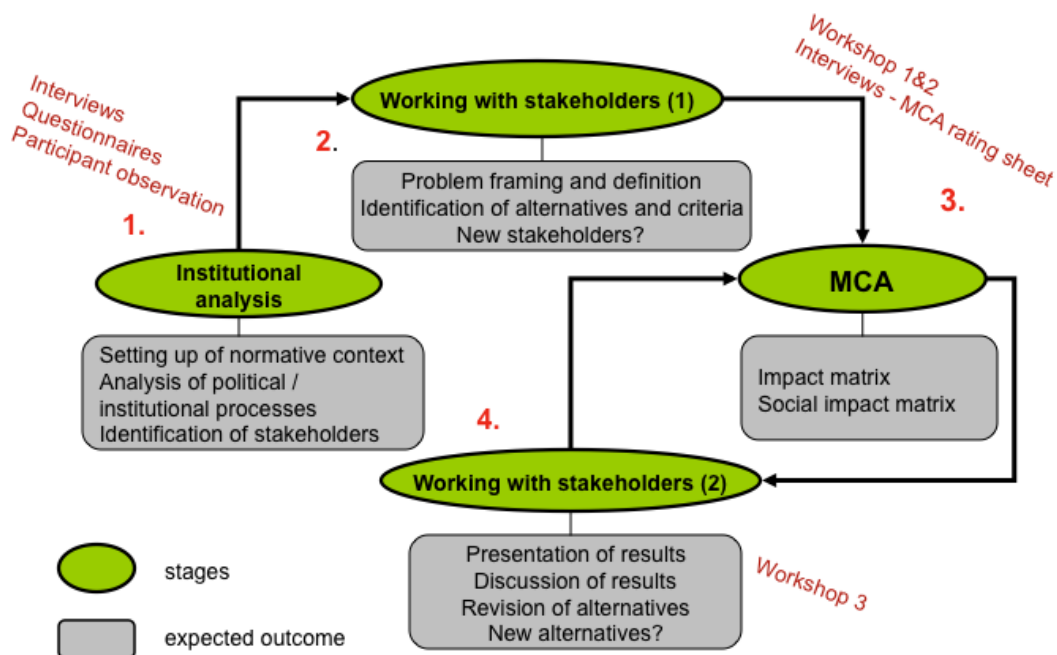 Interviews
Questionnaires
Participant observation
1.
Institutional
analysis
Setting up of normative context
Analysis of political /
institutional processes
Identification of stakeholders
2.
Working with stakeholders (1)
Problem framing and definition
Identification of alternatives and criteria
New stakeholders?
Workshop 1&2
Interviews - MCA rating sheet
3.
MCA
Impact matrix
Social impact matrix
4.
Working with stakeholders (2)
Presentation of results
Discussion of results
Revision of alternatives
New alternatives?
Workshop 3
stages
expected outcome